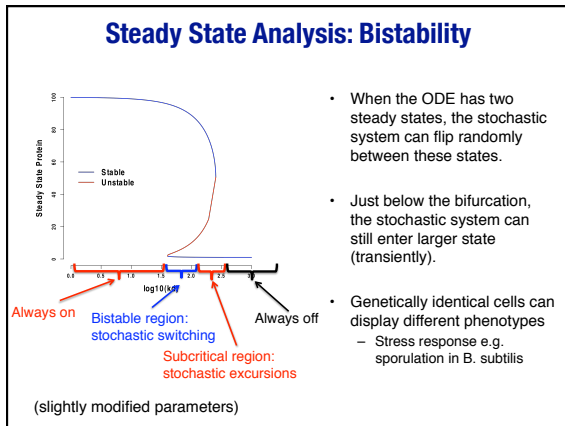 Steady State Analysis: Bistability
Steady State Protein
100
80
60
40
20
0
Stable
Unstable
0.0
0.5
1.0
1.5
2.0
2.5
log10(
Always on
Bistable region:
stochastic switching
Subcritical region:
stochastic excursions
Always off
• When the ODE has two
steady states, the stochastic
system can flip randomly
between these states.
• Just below the bifurcation,
the stochastic system can
still enter larger state
(transiently).
• Genetically identical cells can
display different phenotypes
– Stress response e.g.
sporulation in B. subtilis
(slightly modified parameters)